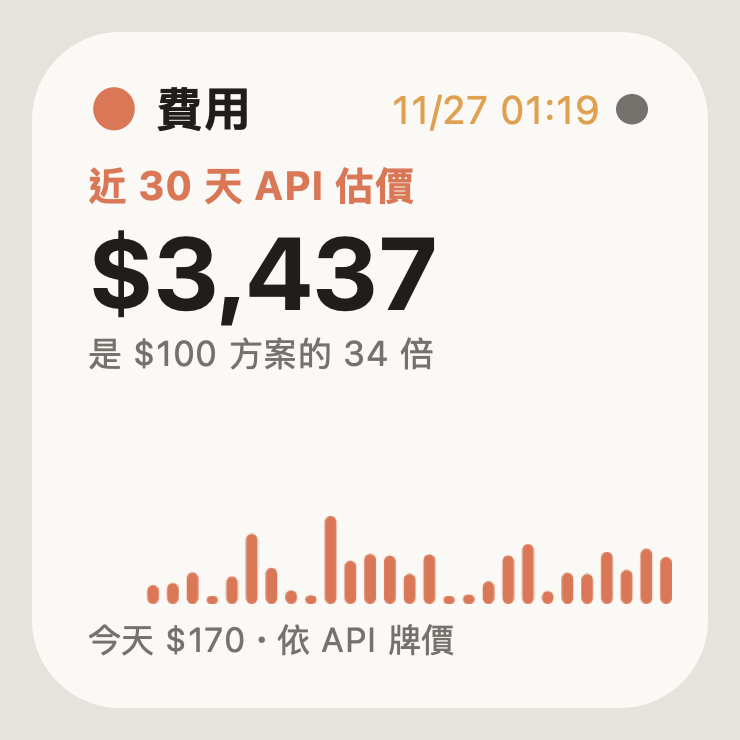 費用 11/27 01:19
近 30 天 API 估價
$3,437
是 $100 方案的 34 倍
今天 $170・依 API 牌價